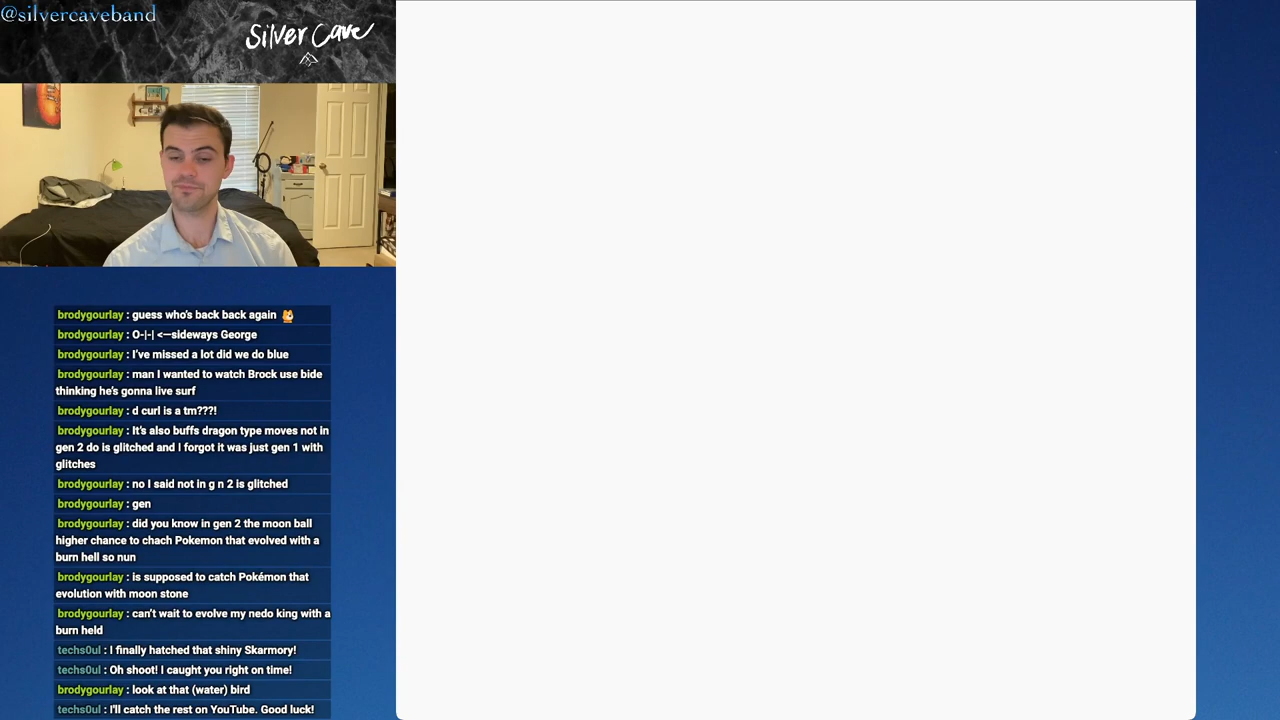 @silvercaveband
Silver Cave
brodygourlay : guess who's back back again
brodygourlay : O-|-| <—sideways George
brodygourlay : I've missed a lot did we do blue
brodygourlay : man I wanted to watch Brock use bide
thinking he's gonna live surf
brodygourlay : d curl is a tm???!
brodygourlay : It's also buffs dragon type moves not in
gen 2 do is glitched and I forgot it was just gen 1 with
glitches
brodygourlay : no I said not in g n 2 is glitched
brodygourlay : gen
brodygourlay : did you know in gen 2 the moon ball
higher chance to chach Pokemon that evolved with a
burn hell so nun
brodygourlay : is supposed to catch Pokémon that
evolution with moon stone
brodygourlay : can't wait to evolve my nedo king with a
burn held
techs0ul : I finally hatched that shiny Skarmory!
techs0ul : Oh shoot! I caught you right on time!
brodygourlay : look at that (water) bird
techs0ul : I'll catch the rest on YouTube. Good luck!